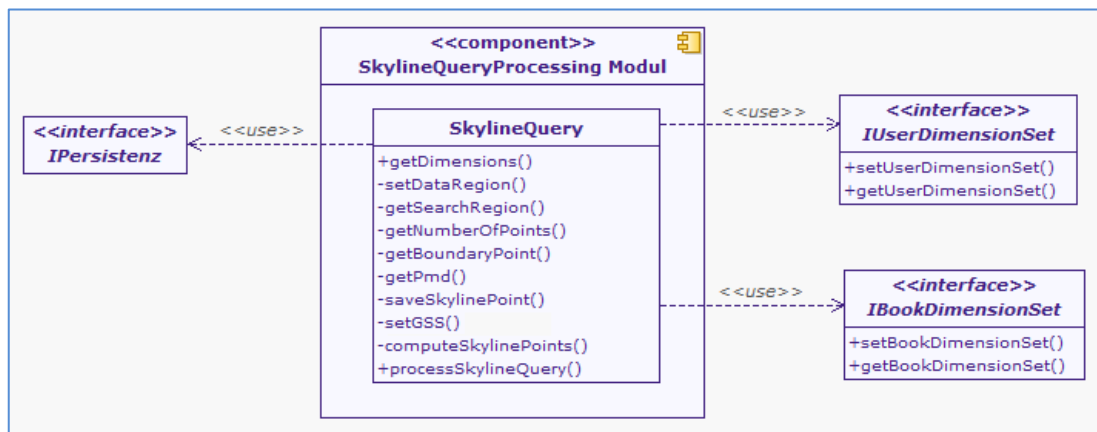 <<component>>
SkylineQueryProcessing Modul
<<interface>>
IPersistenz
<<use>>
SkylineQuery
+getDimensions()
-setDataRegion()
-getSearchRegion()
-getNumberOfPoints()
-getBoundaryPoint()
-getPmd()
-saveSkylinePoint()
-setGSS()
-computeSkylinePoints()
+processSkylineQuery()
<<use>>
<<interface>>
IUserDimensionSet
+setUserDimensionSet()
+getUserDimensionSet()
<<use>>
<<interface>>
IBookDimensionSet
+setBookDimensionSet()
+getBookDimensionSet()